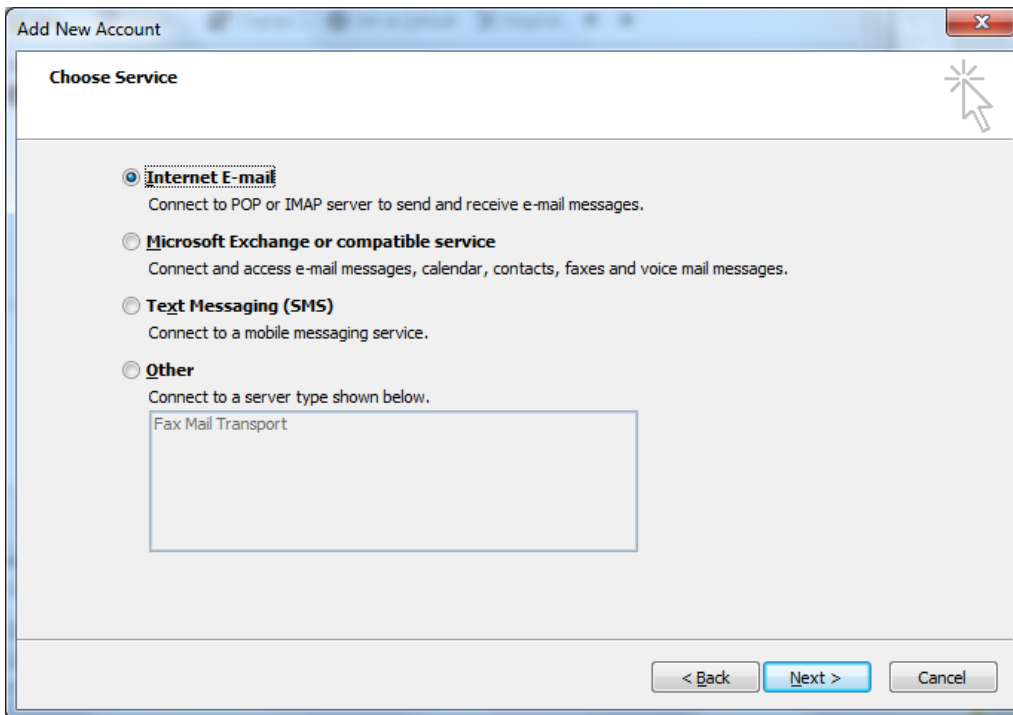 Add New Account
Choose Service
Internet E-mail
Connect to POP or IMAP server to send and receive e-mail messages.
Microsoft Exchange or compatible service
Connect and access e-mail messages, calendar, contacts, faxes and voice mail messages.
Text Messaging (SMS)
Connect to a mobile messaging service.
Other
Connect to a server type shown below.
Fax Mail Transport
< Back Next > Cancel